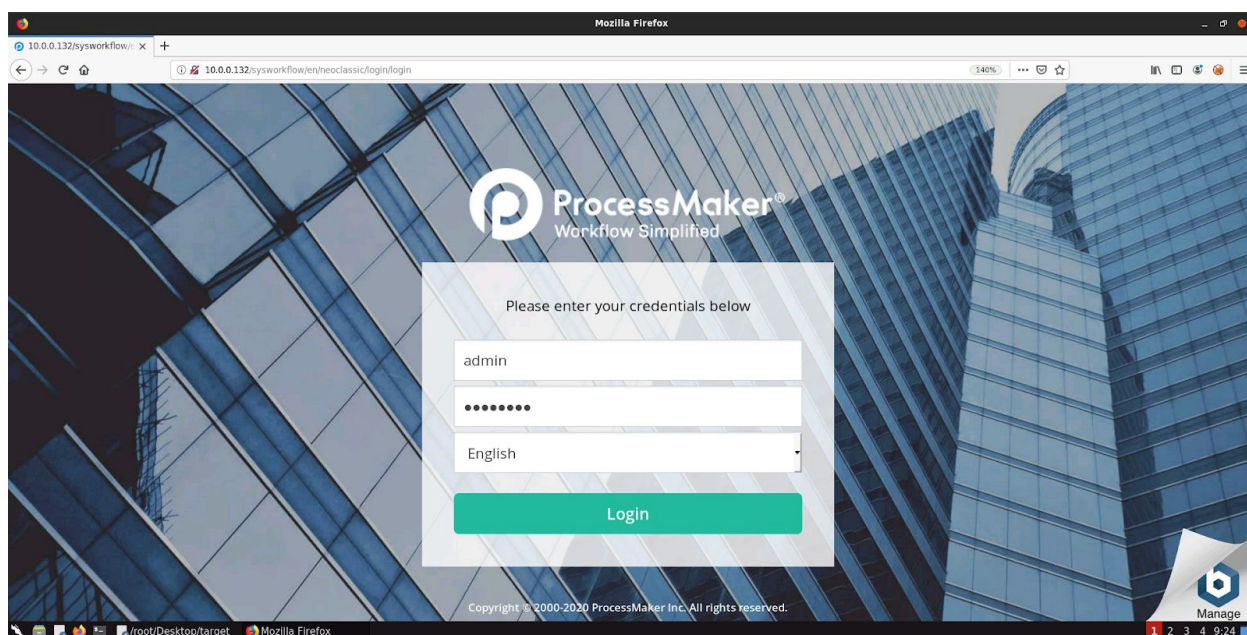 Mozilla Firefox
10.0.0.132/sysworkflow/e
10.0.0.132/sysworkflow/en/neoclassic/login/login
140%
ProcessMaker®
Workflow Simplified
Please enter your credentials below
admin
English
Login
Copyright © 2000-2020 ProcessMaker Inc. All rights reserved.
Manage
/root/Desktop/target
Mozilla Firefox
1 2 3 4 9:24